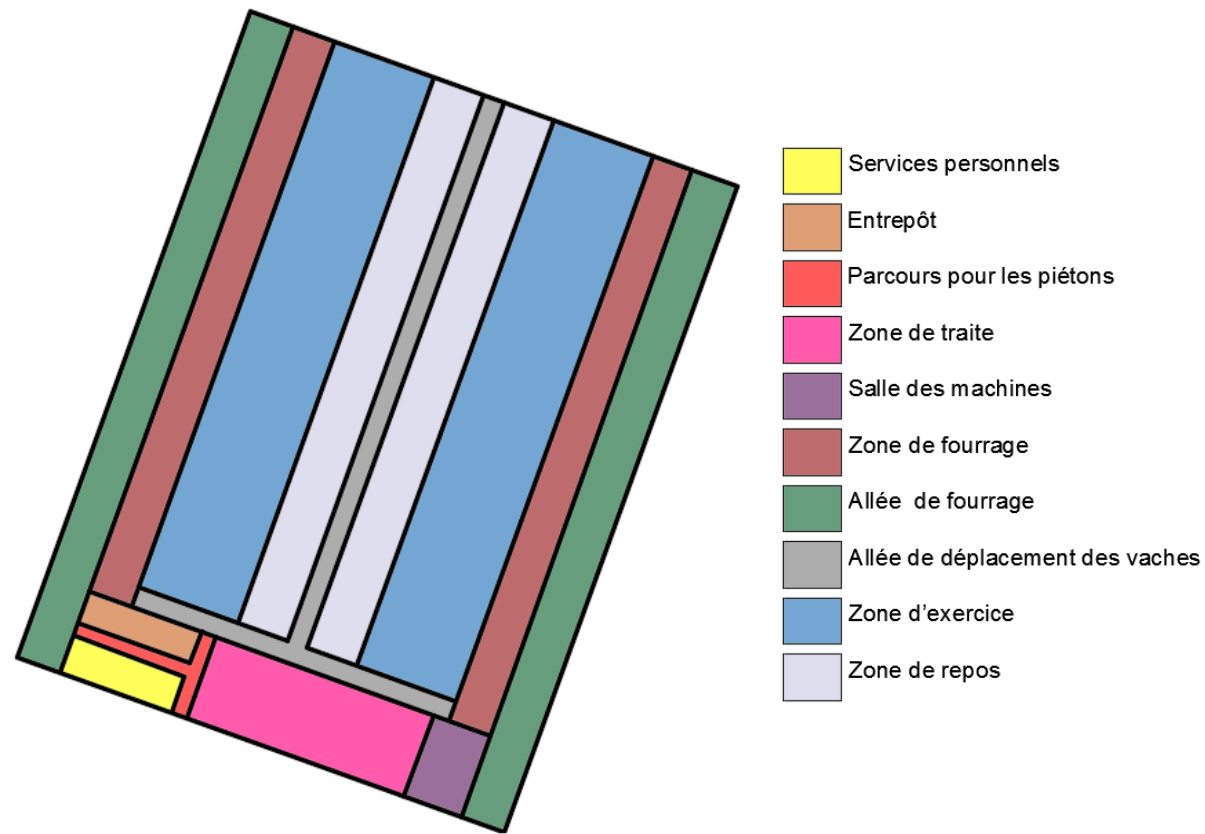 Services personnels
Entrepôt
Parcours pour les piétons
Zone de traite
Salle des machines
Zone de fourrage
Allée  de fourrage
Allée de déplacement des vaches
Zone d’exercice
Zone de repos